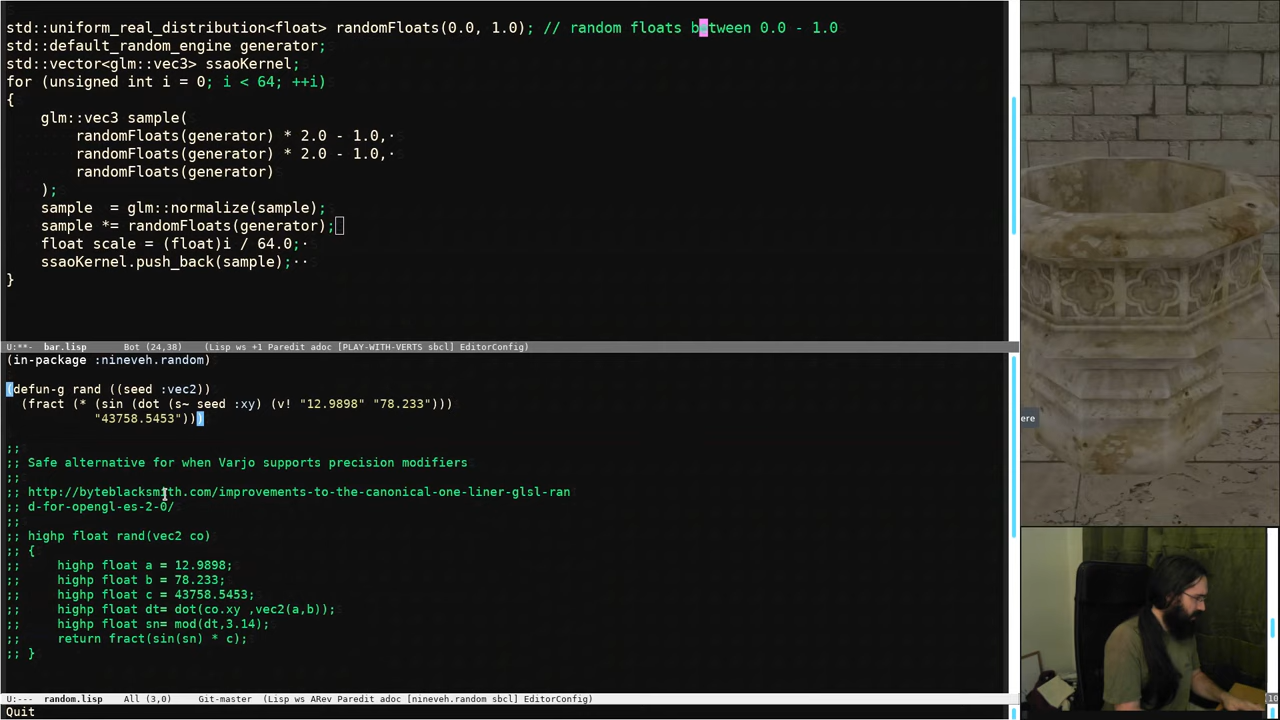 std::uniform_real_distribution<float> randomFloats(0.0, 1.0); // random floats between 0.0 - 1.0
std::default_random_engine generator;
std::vector<glm::vec3> ssaoKernel;
for (unsigned int i = 0; i < 64; ++i)
{
    glm::vec3 sample(
        randomFloats(generator) * 2.0 - 1.0,·
        randomFloats(generator) * 2.0 - 1.0,·
        randomFloats(generator)
    );
    sample  = glm::normalize(sample);
    sample *= randomFloats(generator);
    float scale = (float)i / 64.0;·
    ssaoKernel.push_back(sample);··
}
U:**-  bar.lisp      Bot (24,38)    (Lisp ws +1 Paredit adoc [PLAY-WITH-VERTS sbcl] EditorConfig)
(in-package :nineveh.random)
(defun-g rand ((seed :vec2))
  (fract (* (sin (dot (s~ seed :xy) (v! "12.9898" "78.233")))
            "43758.5453")))
ere
;;
;; Safe alternative for when Varjo supports precision modifiers
;;
;; http://byteblacksmith.com/improvements-to-the-canonical-one-liner-glsl-ran
;; d-for-opengl-es-2-0/
;;
;; highp float rand(vec2 co)
;; {
;;     highp float a = 12.9898;
;;     highp float b = 78.233;
;;     highp float c = 43758.5453;
;;     highp float dt= dot(co.xy ,vec2(a,b));
;;     highp float sn= mod(dt,3.14);
;;     return fract(sin(sn) * c);
;; }
U:---  random.lisp   All (3,0)     Git-master  (Lisp ws ARev Paredit adoc [nineveh.random sbcl] EditorConfig)
Quit